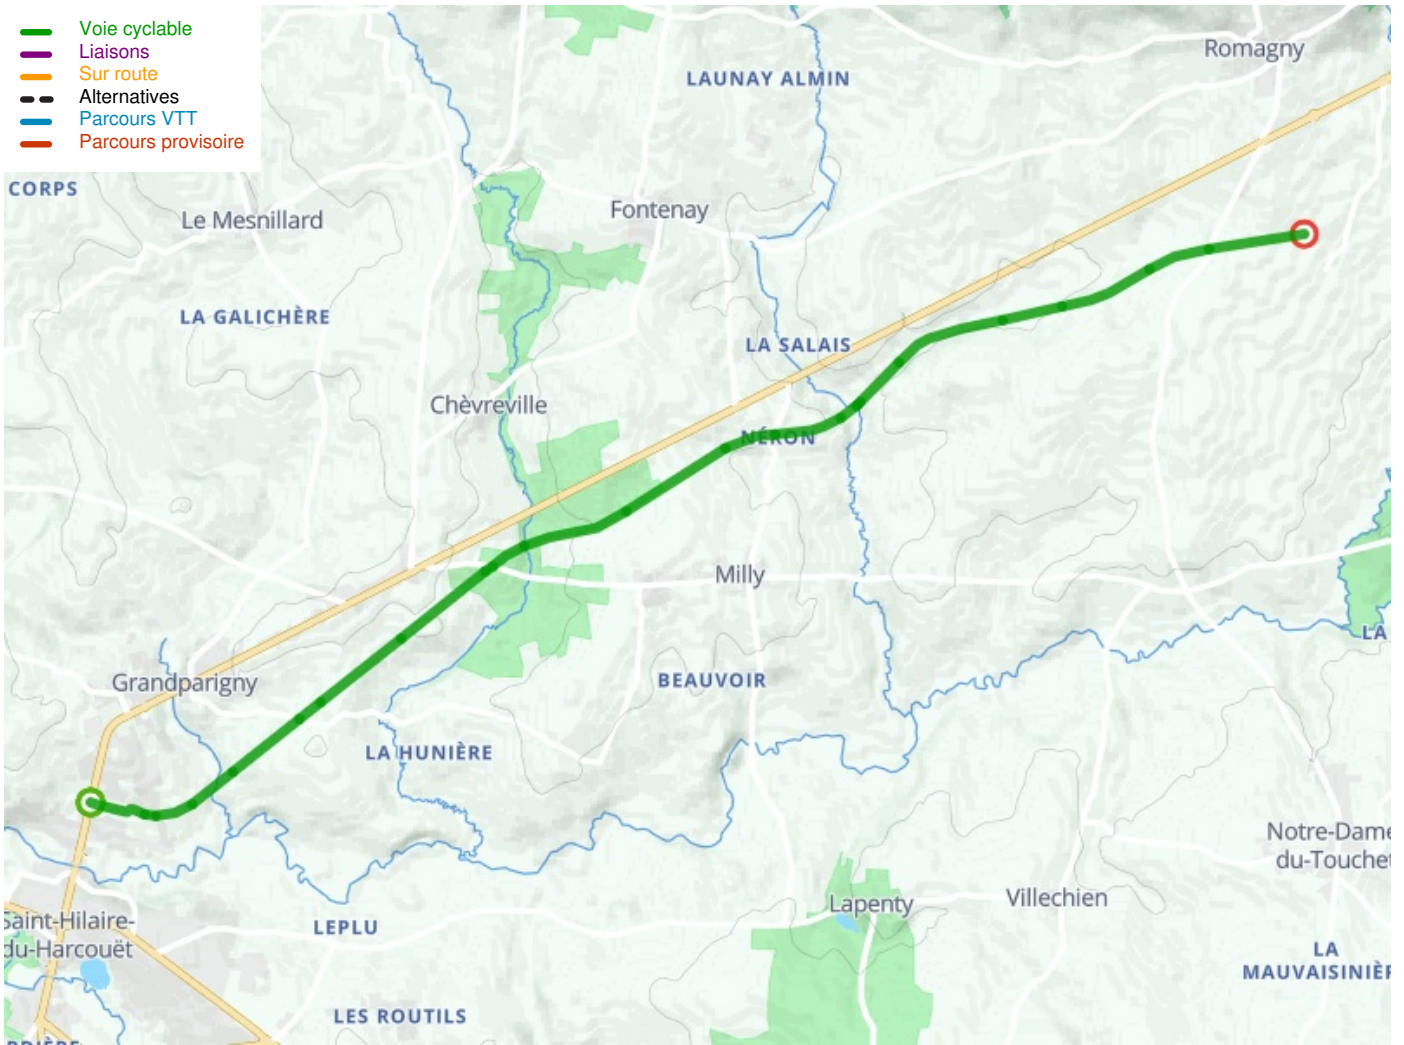 Voie cyclable
Liaisons
Sur route
Alternatives
Parcours VTT
Parcours provisoire
Romagny
LAUNAY ALMIN
CORPS
Le Mesnillard
Fontenay
LA GALICHÈRE
LA SALAIS
Chèvreville
NÉRON
Milly
LA
Grandparigny
BEAUVOIR
LA HUNIÈRE
Notre-Dame
du-Touchet
Villechien
Lapenty
Saint-Hilaire-
du-Harcouët
LEPLU
LA
MAUVAISINIÈR
LES ROUTILS